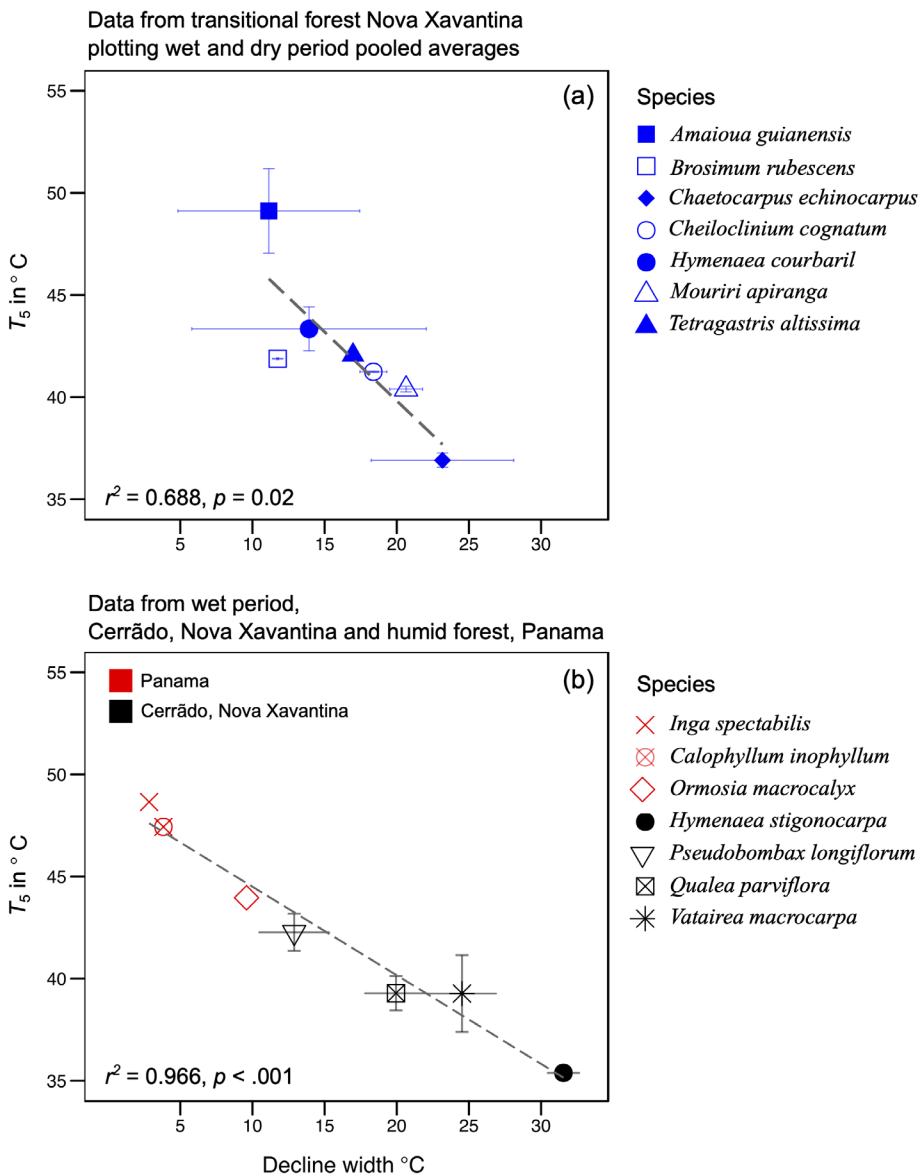 Data from transitional forest Nova Xavantina
plotting wet and dry period pooled averages
(a)
55
50
45
40
35
T5 in ° C
r² = 0.688, p = 0.02
5 10 15 20 25 30
Species
Amaioua guianensis
Brosimum rubescens
Chaetocarpus echinocarpus
Cheiloclinium cognatum
Hymenaea courbaril
Mouriri apiranga
Tetragastris altissima
Data from wet period,
Cerrãdo, Nova Xavantina and humid forest, Panama
(b)
Panama
Cerrãdo, Nova Xavantina
55
50
45
40
35
T5 in ° C
r² = 0.966, p < .001
5 10 15 20 25 30
Decline width °C
Species
Inga spectabilis
Calophyllum inophyllum
Ormosia macrocalyx
Hymenaea stigonocarpa
Pseudobombax longiflorum
Qualea parviflora
Vatairea macrocarpa